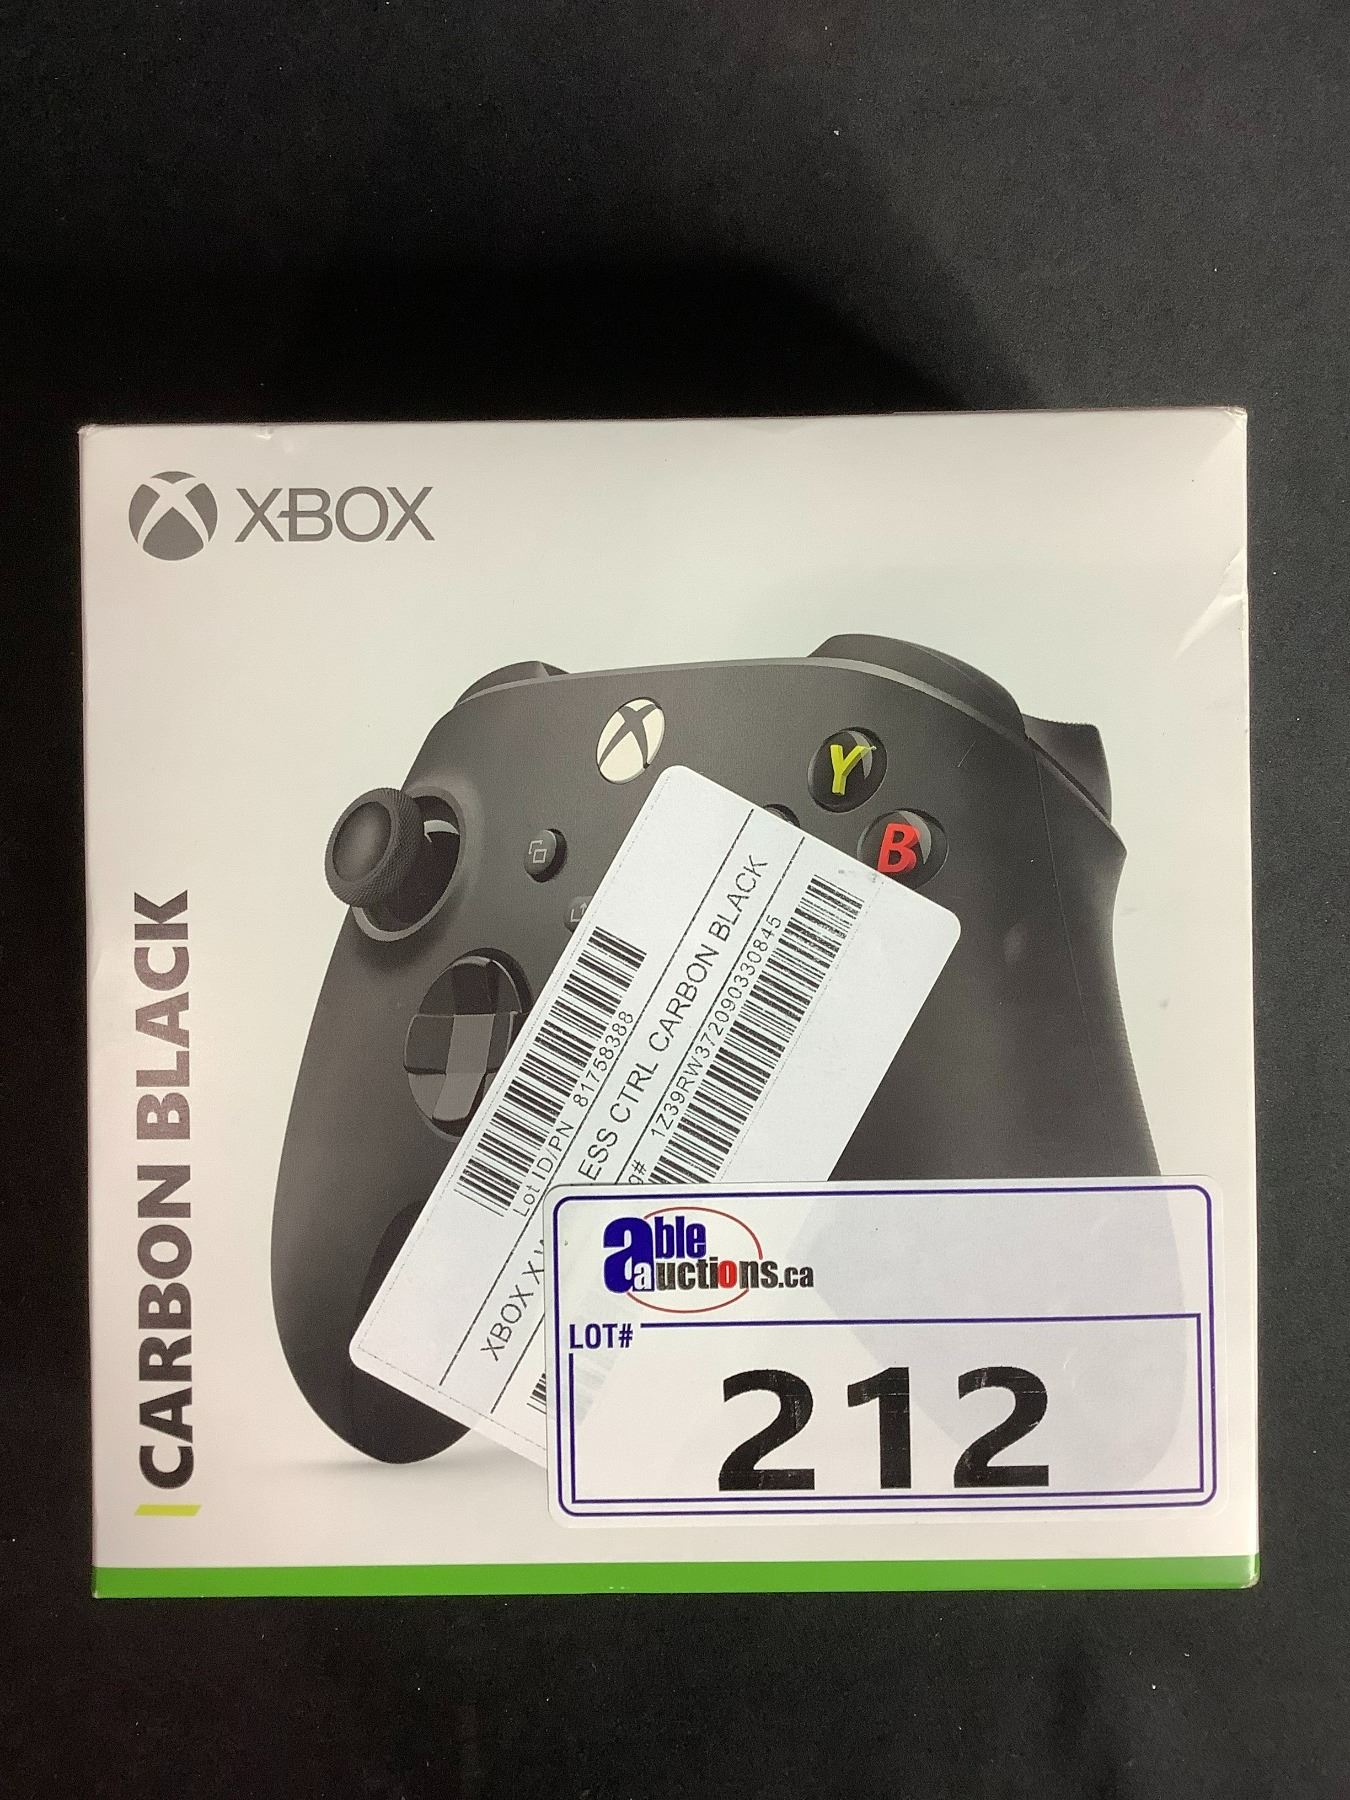 XBOX
CARBON BLACK
Y
B
Lot ID/PN 81758388
XBOX X ESS CTRL CARBON BLACK
g# 1Z39RW372090330845
able
auctions.ca
LOT#
212